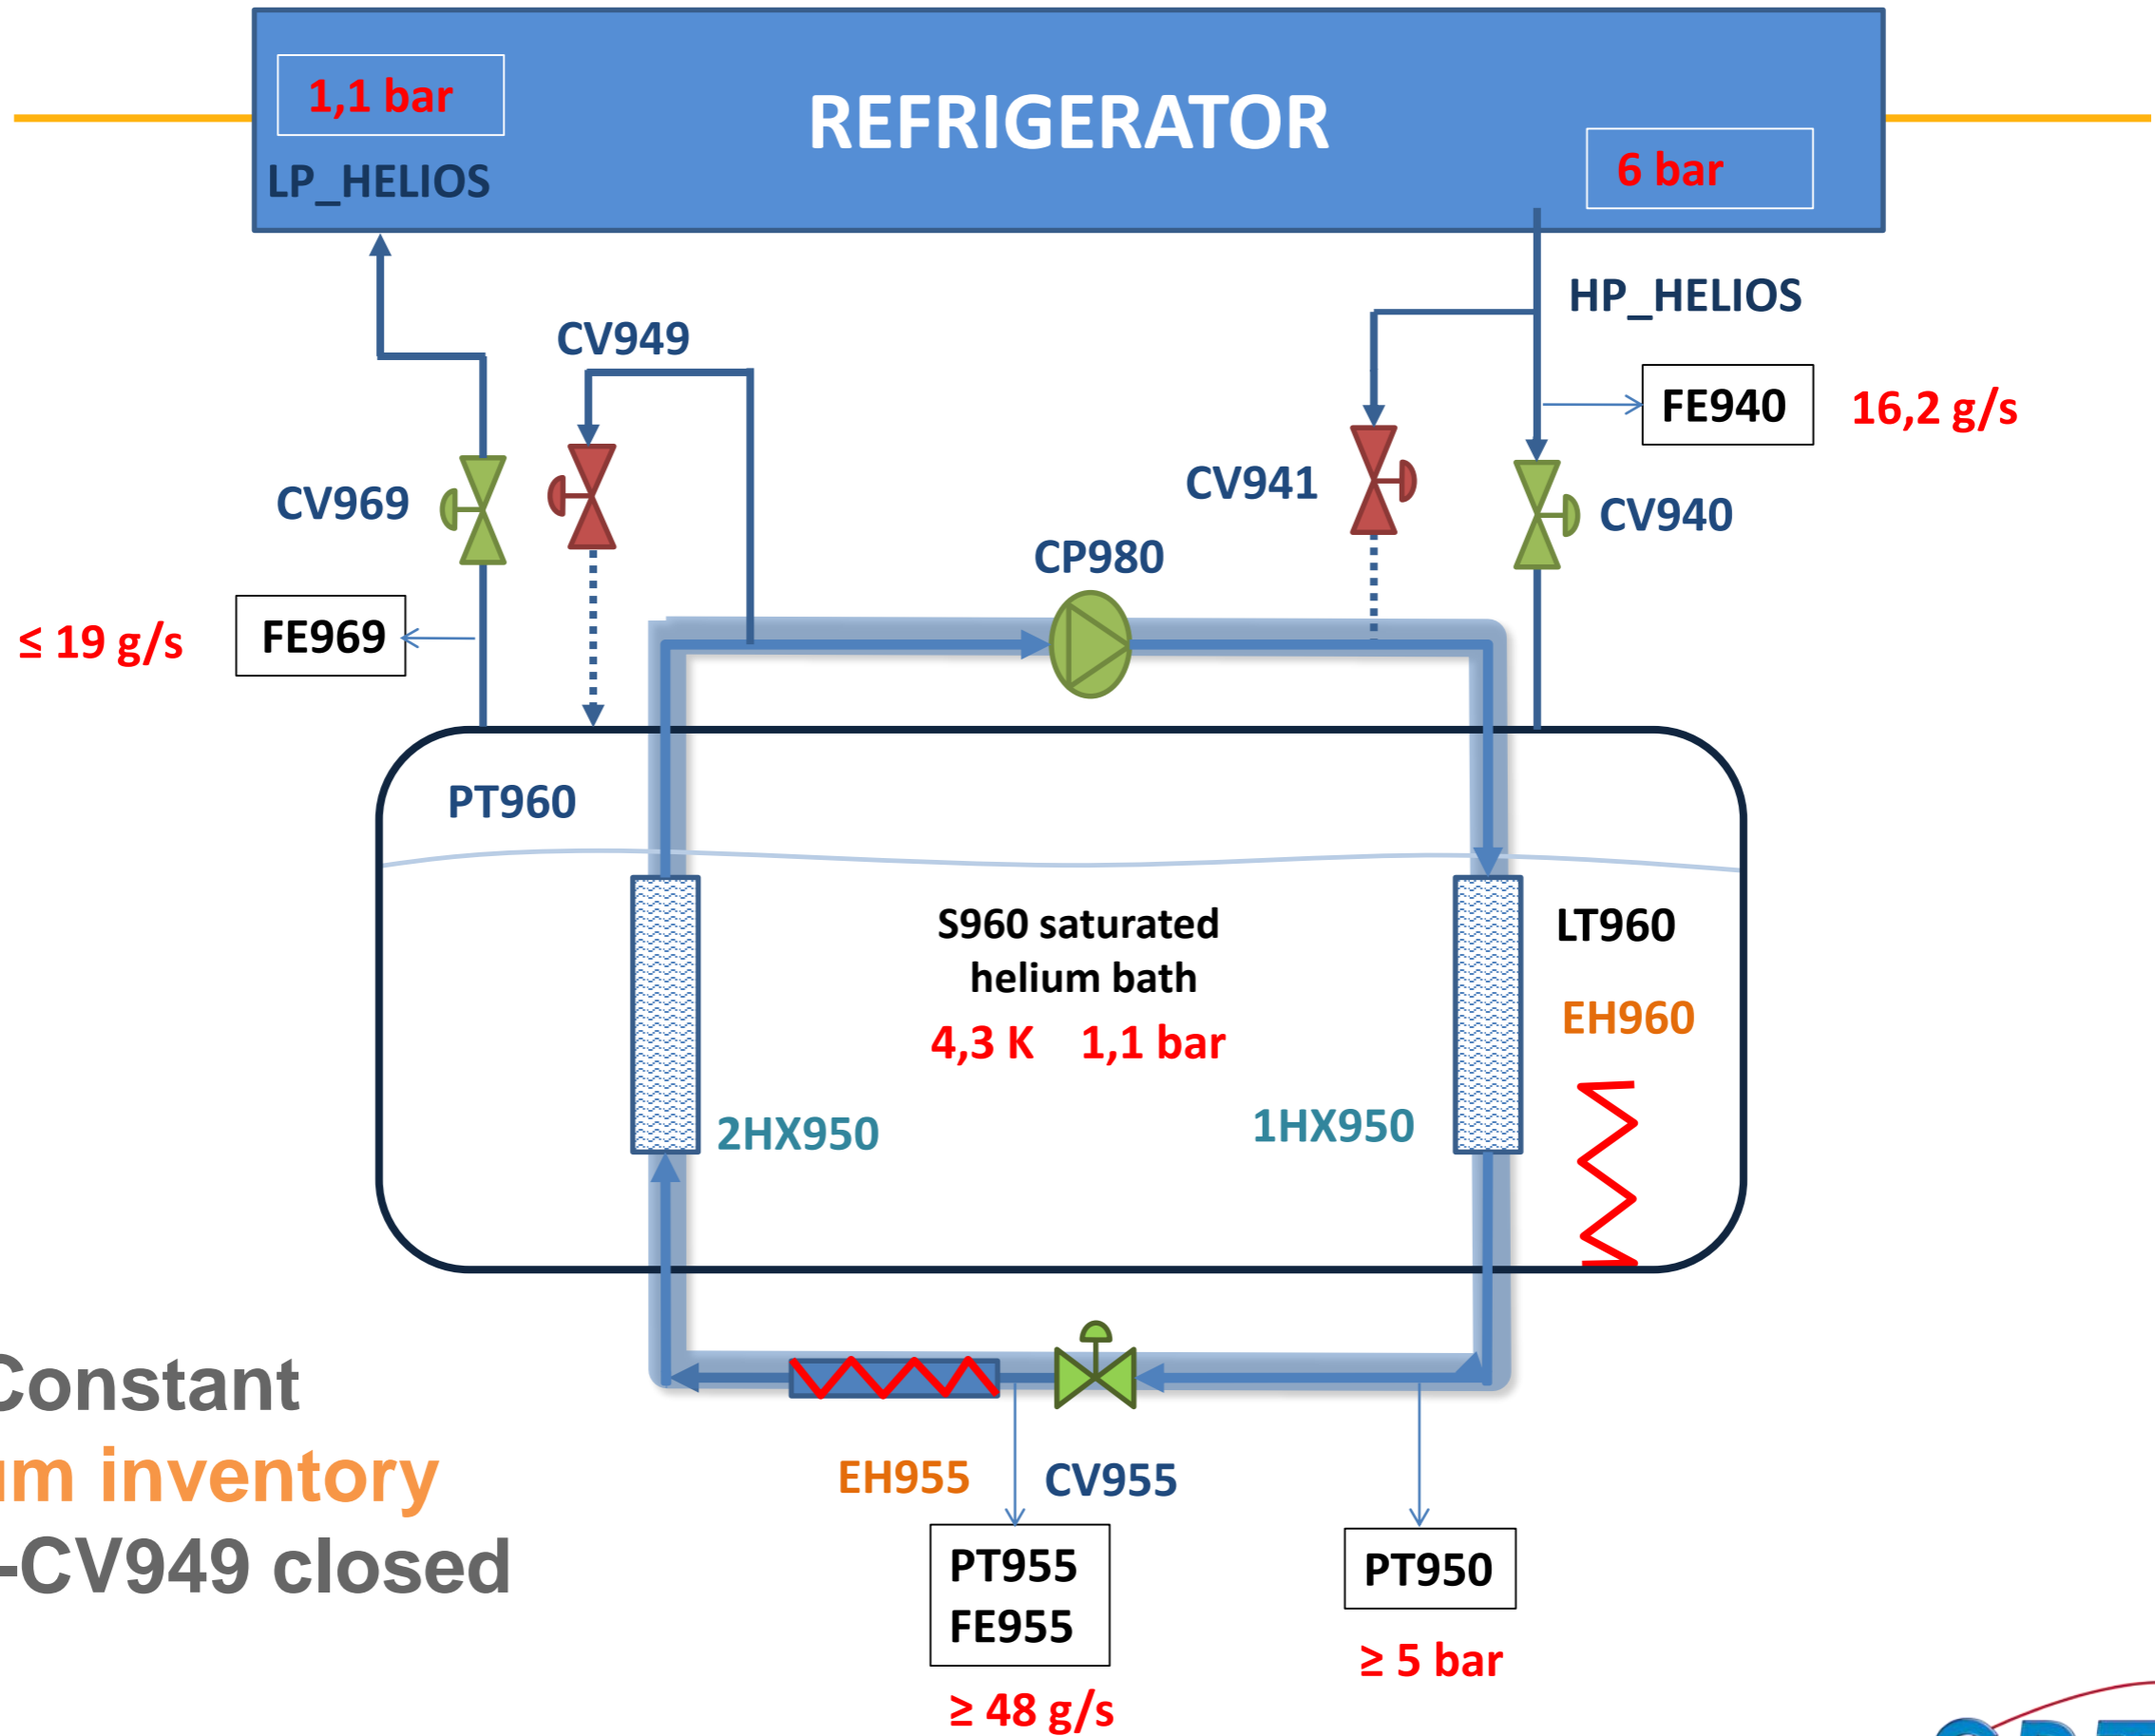 1,1 bar
REFRIGERATOR
6 bar
LP_HELIOS
HP_HELIOS
CV949
FE940
16,2 g/s
CV969
CV941
CV940
CP980
≤ 19 g/s
FE969
PT960
S960 saturated
helium bath
4,3 K 1,1 bar
LT960
EH960
2HX950
1HX950
Constant
inventory
-CV949 closed
EH955
CV955
PT955
FE955
≥ 48 g/s
PT950
≥ 5 bar